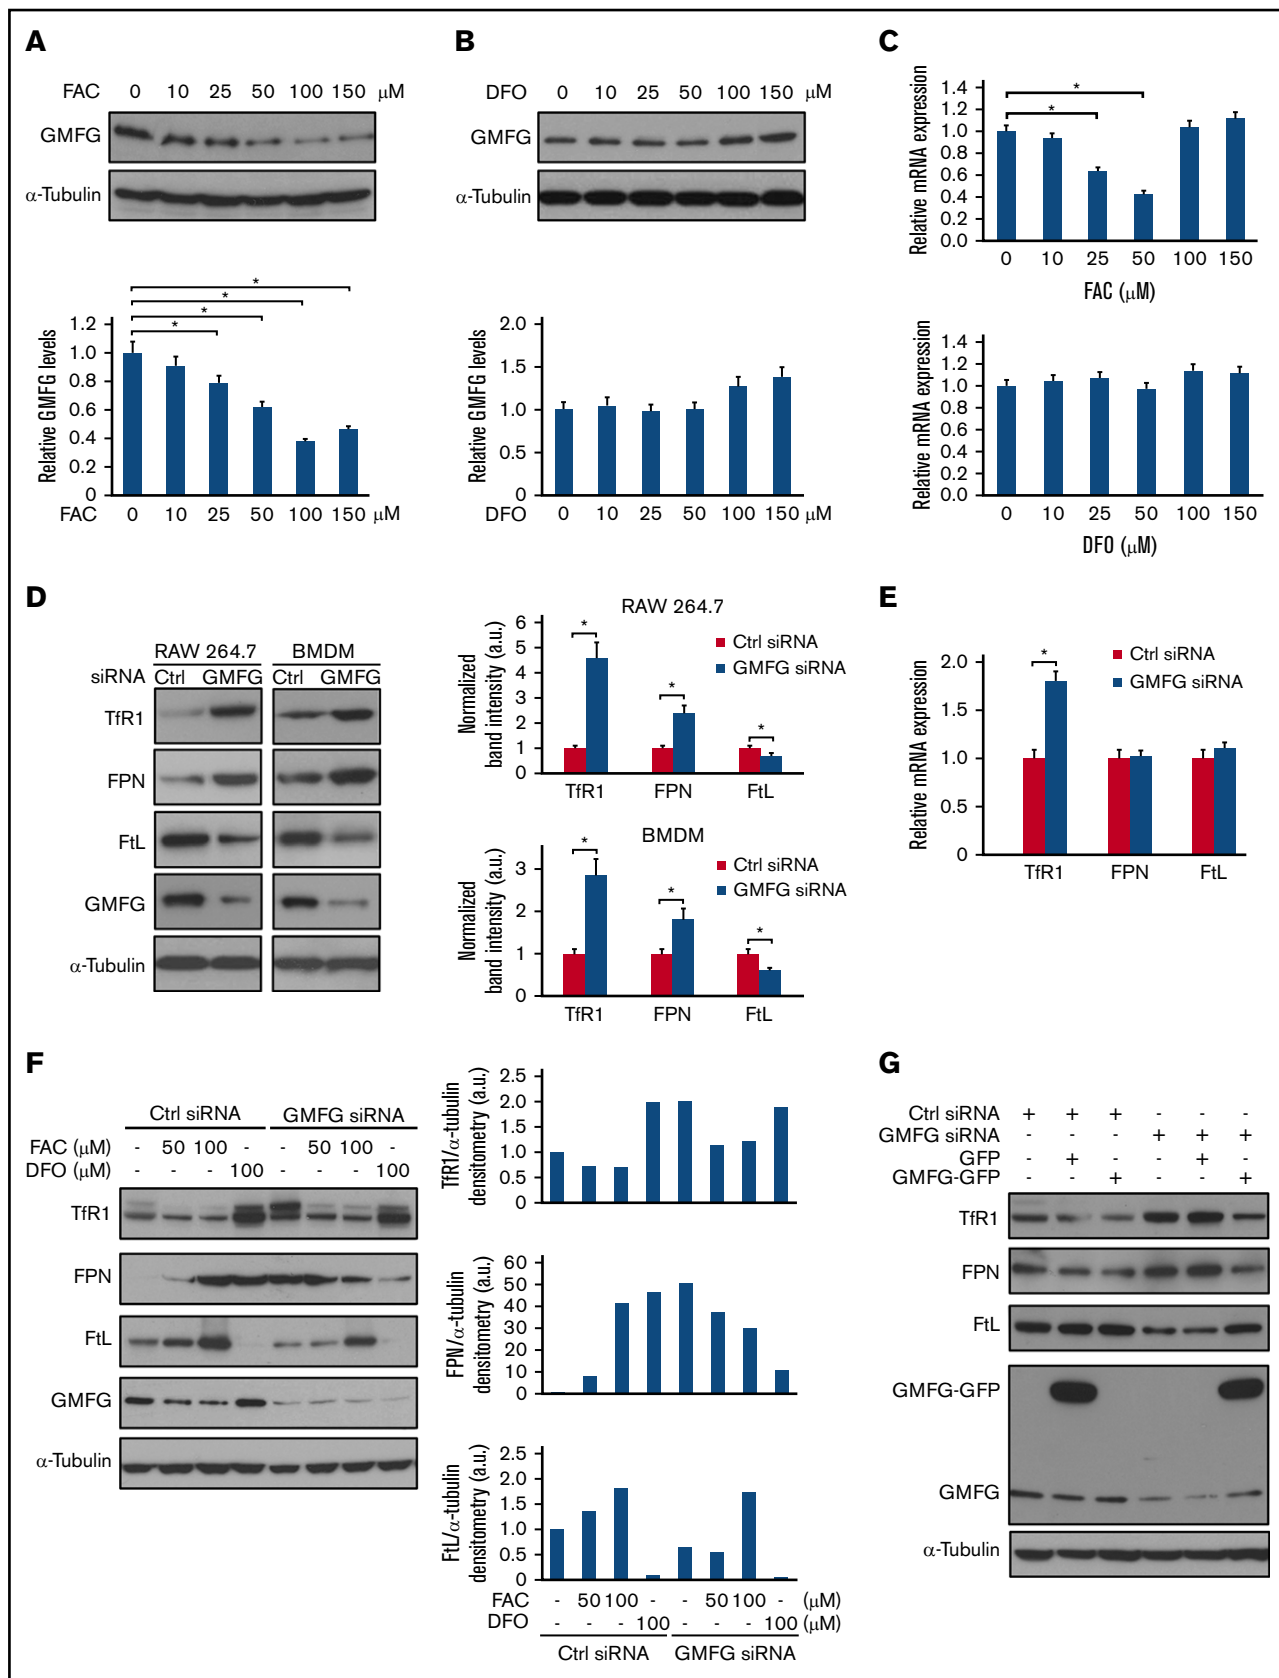 A
FAC 0 10 25 50 100 150 μM
GMFG
α-Tubulin
* 
*
*
*
Relative GMFG levels
1.2
1.0
0.8
0.6
0.4
0.2
0
FAC 0 10 25 50 100 150 μM
B
DFO 0 10 25 50 100 150 μM
GMFG
α-Tubulin
Relative GMFG levels
2.0
1.5
1.0
0.5
0
DFO 0 10 25 50 100 150 μM
C
Relative mRNA expression
1.4
1.2
1.0
0.8
0.6
0.4
0.2
0.0
*
*
0 10 25 50 100 150
FAC (μM)
Relative mRNA expression
1.4
1.2
1.0
0.8
0.6
0.4
0.2
0.0
0 10 25 50 100 150
DFO (μM)
D
RAW 264.7 BMDM
siRNA Ctrl GMFG Ctrl GMFG
TfR1
FPN
FtL
GMFG
α-Tubulin
RAW 264.7
Normalized
band intensity (a.u.)
6
5
4
3
2
1
0
* * *
Ctrl siRNA
GMFG siRNA
TfR1 FPN FtL
BMDM
Normalized
band intensity (a.u.)
3
2
1
0
* * *
Ctrl siRNA
GMFG siRNA
TfR1 FPN FtL
E
Relative mRNA expression
2.0
1.5
1.0
0.5
0
*
Ctrl siRNA
GMFG siRNA
TfR1 FPN FtL
F
Ctrl siRNA GMFG siRNA
FAC (μM) - 50 100 - - 50 100 -
DFO (μM) - - - 100 - - - 100
TfR1
FPN
FtL
GMFG
α-Tubulin
TfR1/α-tubulin
densitometry (a.u.)
2.5
2.0
1.5
1.0
0.5
0
FPN/α-tubulin
densitometry (a.u.)
60
50
40
30
20
10
0
FtL/α-tubulin
densitometry (a.u.)
2.5
2.0
1.5
1.0
0.5
0
FAC - 50 100 - - 50 100 - (μM)
DFO - - - 100 - - - 100 (μM)
Ctrl siRNA GMFG siRNA
G
Ctrl siRNA + + + - - -
GMFG siRNA - - - + + +
GFP - + - - + -
GMFG-GFP - - + - - +
TfR1
FPN
FtL
GMFG-GFP
GMFG
α-Tubulin